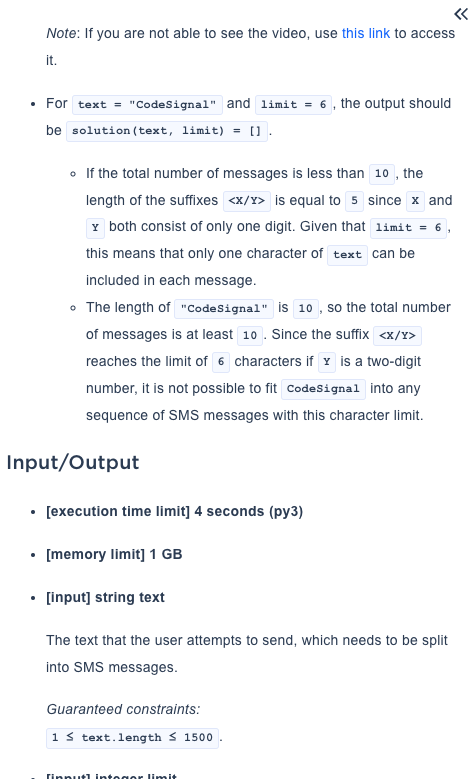 Note: If you are not able to see the video, use this link to access
it.
• For text = "CodeSignal" and limit = 6, the output should
be solution(text, limit) = [].
◦ If the total number of messages is less than 10, the
length of the suffixes <X/Y> is equal to 5 since X and
Y both consist of only one digit. Given that limit = 6,
this means that only one character of text can be
included in each message.
◦ The length of "CodeSignal" is 10, so the total number
of messages is at least 10. Since the suffix <X/Y>
reaches the limit of 6 characters if Y is a two-digit
number, it is not possible to fit CodeSignal into any
sequence of SMS messages with this character limit.
Input/Output
• [execution time limit] 4 seconds (py3)
• [memory limit] 1 GB
• [input] string text
The text that the user attempts to send, which needs to be split
into SMS messages.
Guaranteed constraints:
1 ≤ text.length ≤ 1500.
• [input] integer limit